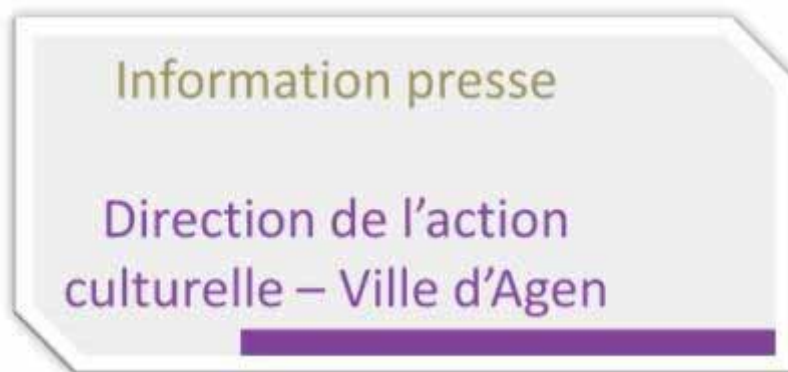 Information presse
Direction de l’action
culturelle – Ville d’Agen